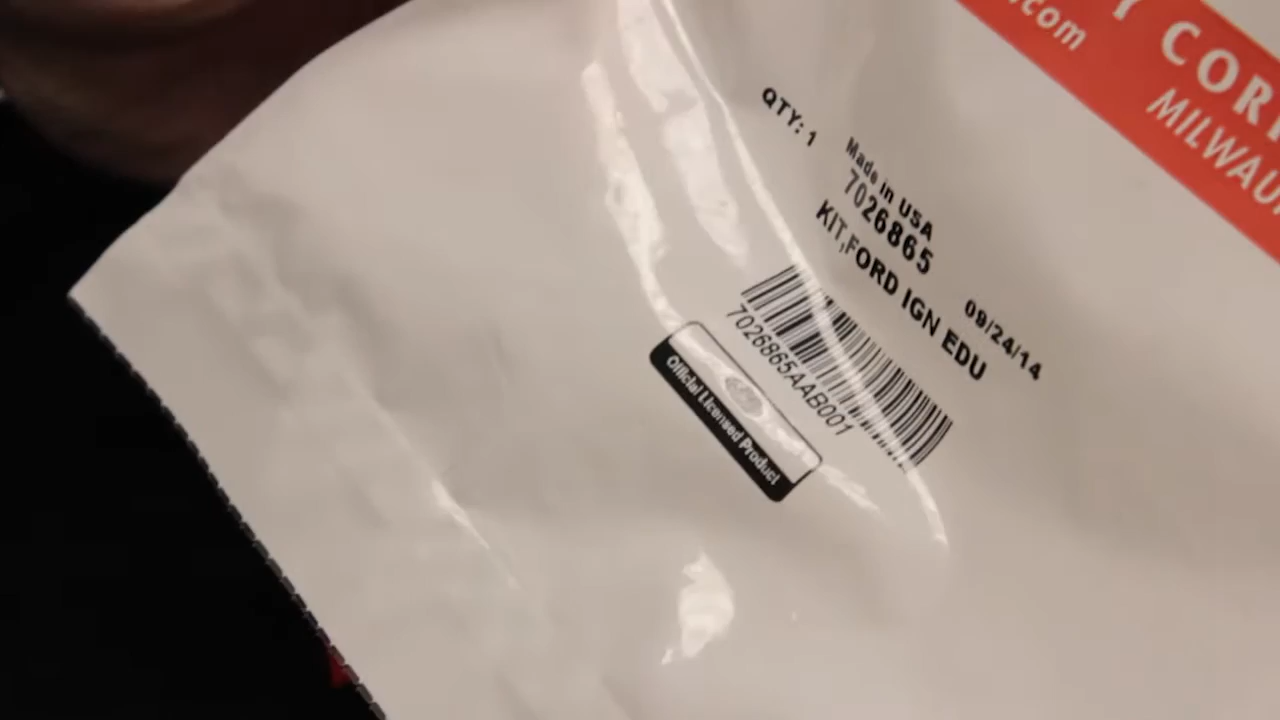 Y COR
.com
MILWAU
QTY: 1
Made in USA
7026865
KIT,FORD IGN EDU
09/24/14
7026865AAB001
Official Licensed Product